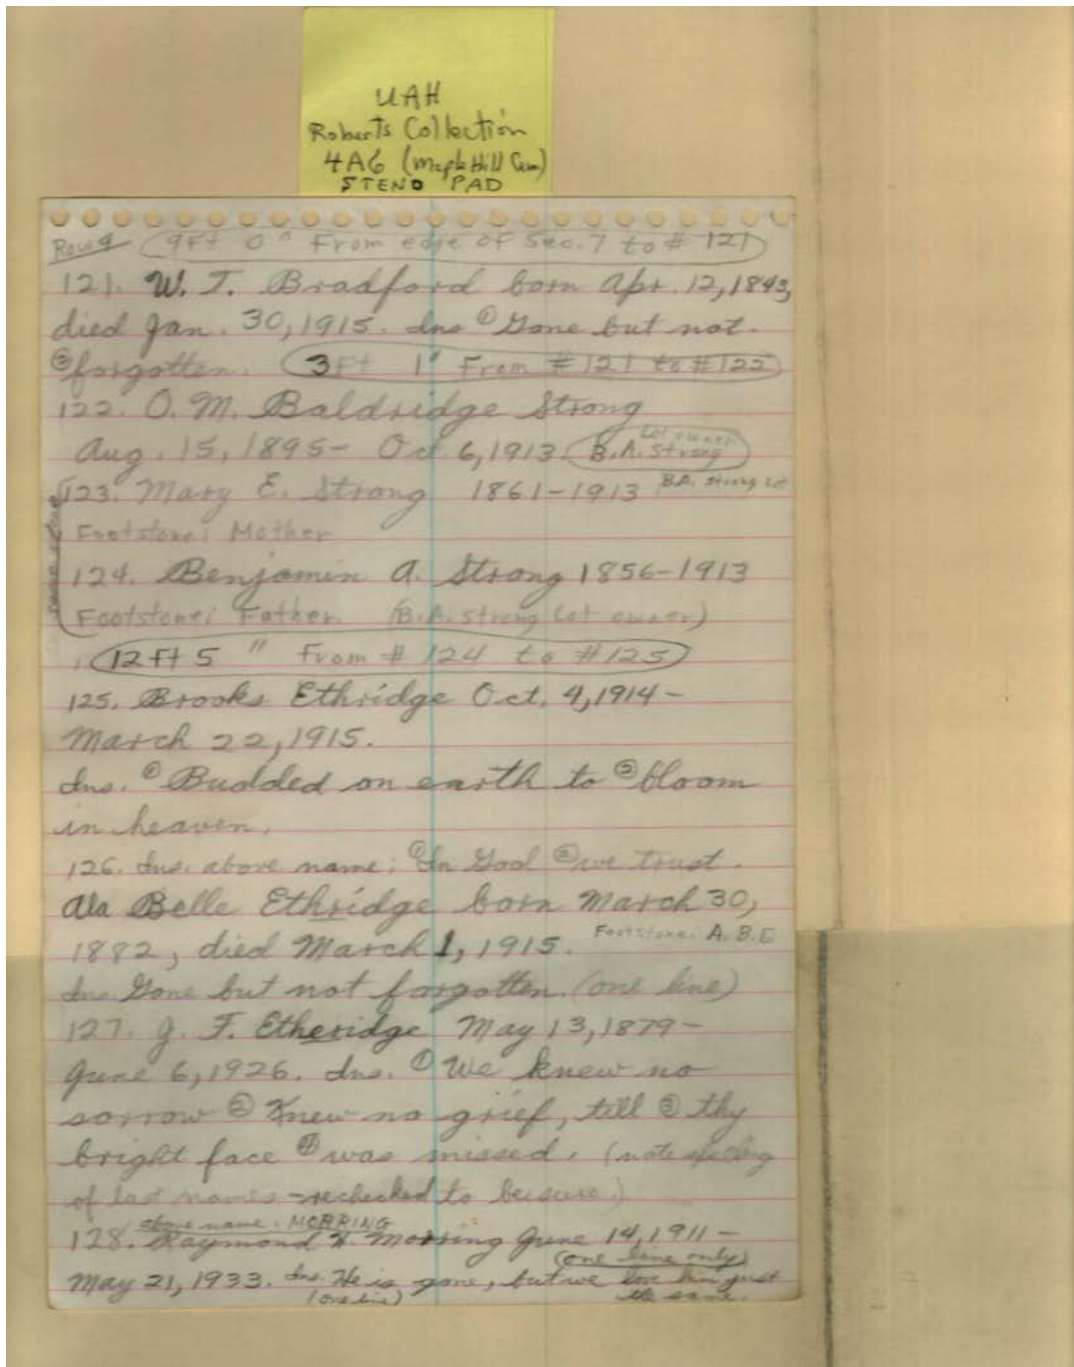 UAH
Roberts Collection
4A6 (Maple Hill Cem)
STENO PAD
Row 9 (9Ft 0" From edge of Sec. 7 to # 121)
121. W. T. Bradford born Apr. 12, 1843,
died Jan. 30, 1915. Ins ① Gone but not
② forgotten. (3Ft 1" From #121 to #122)
122. O. M. Baldridge Strong
Lot owner
Aug. 15, 1895 - Oct. 6, 1913. (B.A. Strong)
123. Mary E. Strong 1861-1913 B.A. Strong Lot
Footstone: Mother
124. Benjamin A. Strong 1856-1913
Footstone: Father (B.A. Strong Lot owner)
(12 Ft 5 " From # 124 to #125)
125. Brooks Ethridge Oct. 4, 1914 -
March 22, 1915.
Ins. ① Budded on earth to ② bloom
in heaven.
126. Ins. above name: ① In God ② we trust.
Ala Belle Ethridge born March 30,
1882, died March 1, 1915. Footstone: A.B.E
Ins Gone but not forgotten. (one line)
127. J. F. Etheridge May 13, 1879 -
June 6, 1926. Ins. ① We knew no
sorrow ② Knew no grief, till ③ thy
bright face ④ was missed. (note spelling
of last names - rechecked to be sure.)
above name: MORRING
128. Raymond H. Morring June 14, 1911 -
(one line only)
May 21, 1933. Ins. He is gone, but we love him just
(one line) the same.